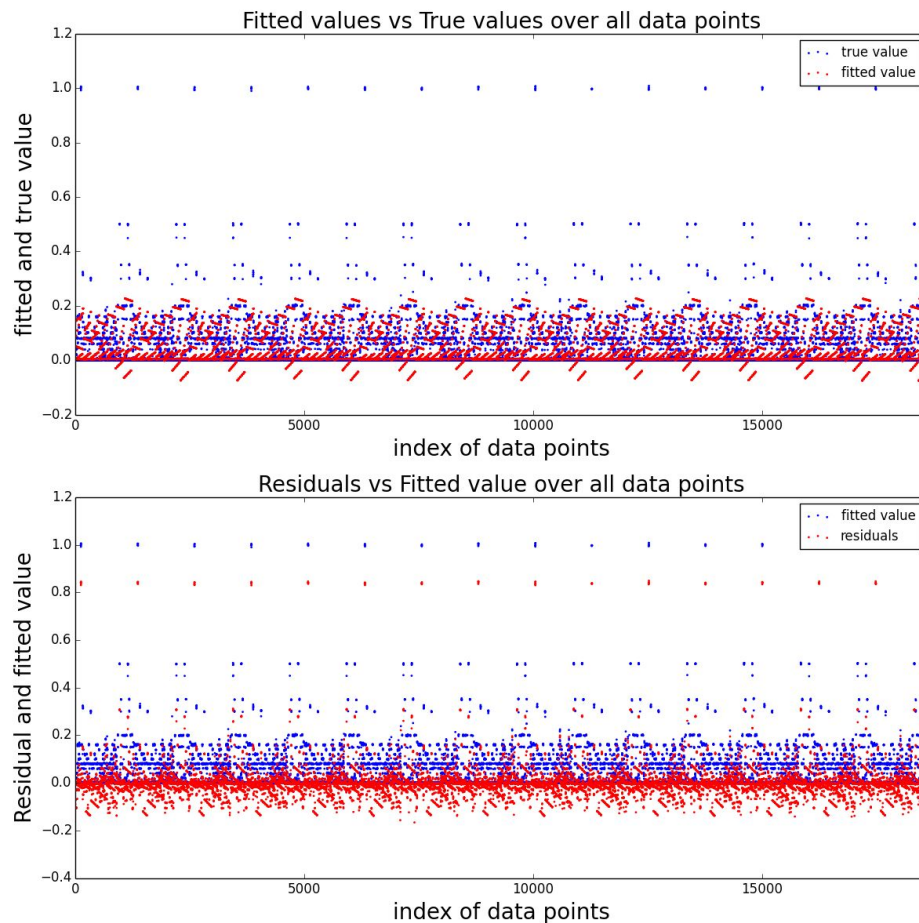 Fitted values vs True values over all data points
fitted and true value
1.2
1.0
0.8
0.6
0.4
0.2
0.0
−0.2
true value
fitted value
0
5000
10000
15000
index of data points
Residuals vs Fitted value over all data points
Residual and fitted value
1.2
1.0
0.8
0.6
0.4
0.2
0.0
−0.2
−0.4
fitted value
residuals
0
5000
10000
15000
index of data points